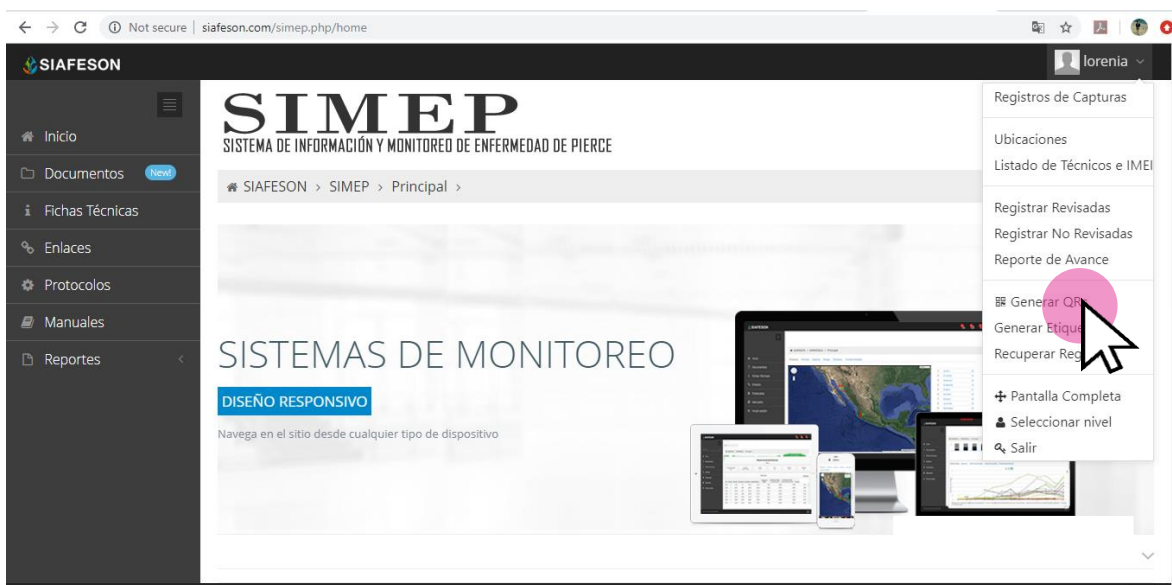 Not secure | siafeson.com/simep.php/home
SIAFESON
lorenia
Inicio
Documentos New!
Fichas Técnicas
Enlaces
Protocolos
Manuales
Reportes
SIMEP
SISTEMA DE INFORMACIÓN Y MONITOREO DE ENFERMEDAD DE PIERCE
SIAFESON > SIMEP > Principal >
SISTEMAS DE MONITOREO
DISEÑO RESPONSIVO
Navega en el sitio desde cualquier tipo de dispositivo
Registros de Capturas
Ubicaciones
Listado de Técnicos e IMEI
Registrar Revisadas
Registrar No Revisadas
Reporte de Avance
Generar QRs
Generar
Recuperar
Pantalla Completa
Seleccionar nivel
Salir